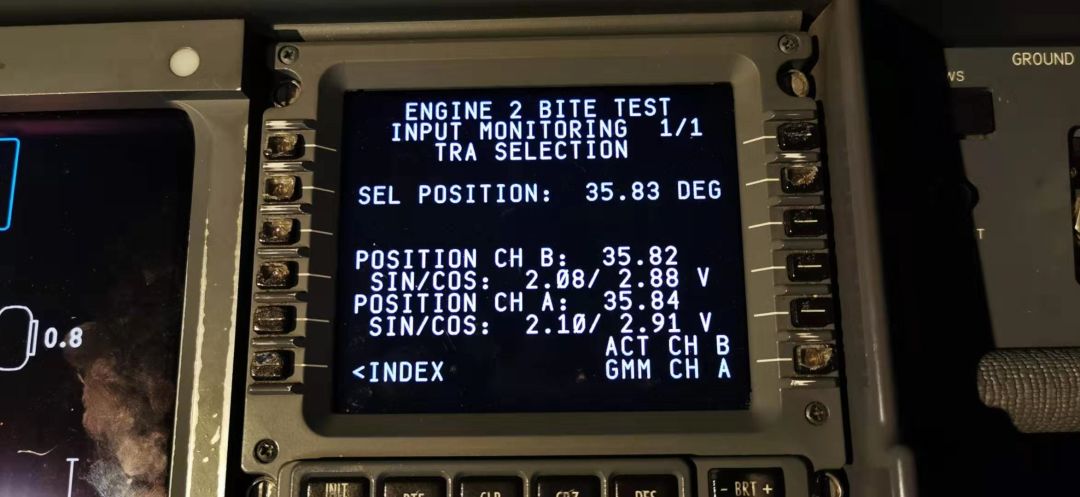 GROUND
WS
ENGINE 2 BITE TEST
INPUT MONITORING 1/1
TRA SELECTION
SEL POSITION: 35.83 DEG
POSITION CH B: 35.82
SIN/COS: 2.08/ 2.88 V
POSITION CH A: 35.84
SIN/COS: 2.10/ 2.91 V
ACT CH B
<INDEX GMM CH A
0.8
- BRT +